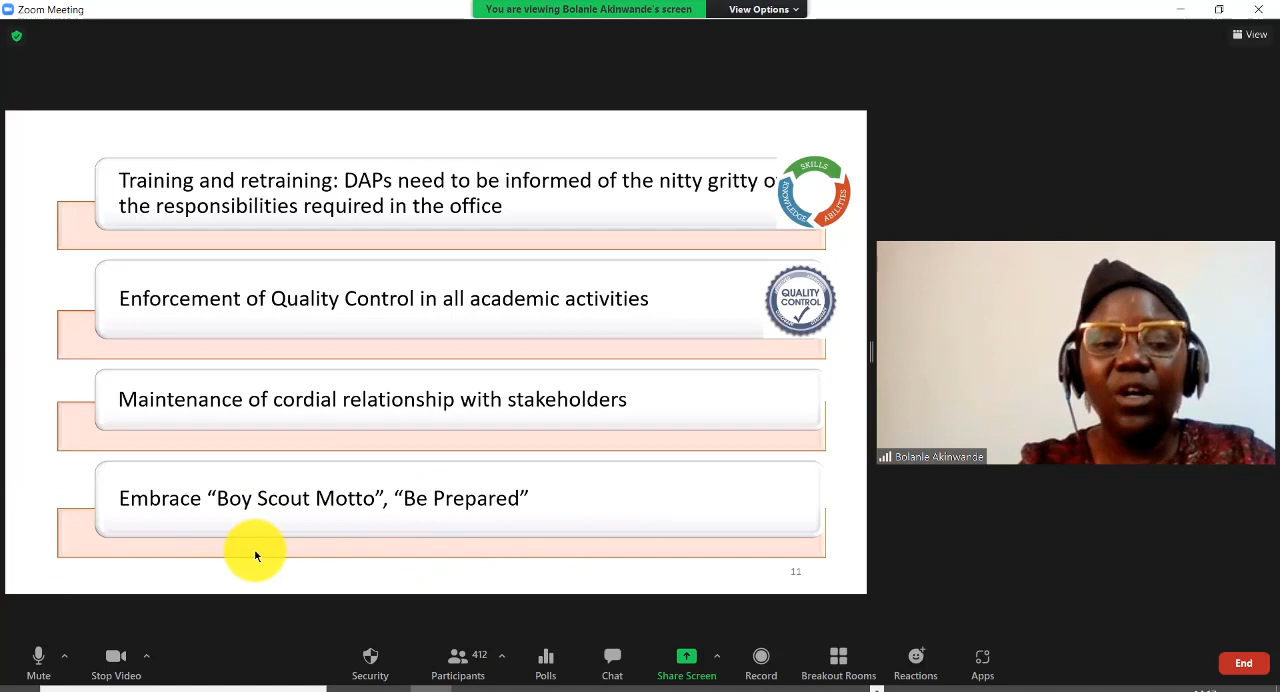 Zoom Meeting
You are viewing Bolanle Akinwande's screen
View Options
View
Training and retraining: DAPs need to be informed of the nitty gritty
the responsibilities required in the office
SKILLS
KNOWLEDGE
ABILITIES
Enforcement of Quality Control in all academic activities
QUALITY
CONTROL
Maintenance of cordial relationship with stakeholders
Embrace “Boy Scout Motto”, “Be Prepared”
11
Bolanle Akinwande
Mute
Stop Video
Security
412
Participants
Polls
Chat
Share Screen
Record
Breakout Rooms
Reactions
Apps
End